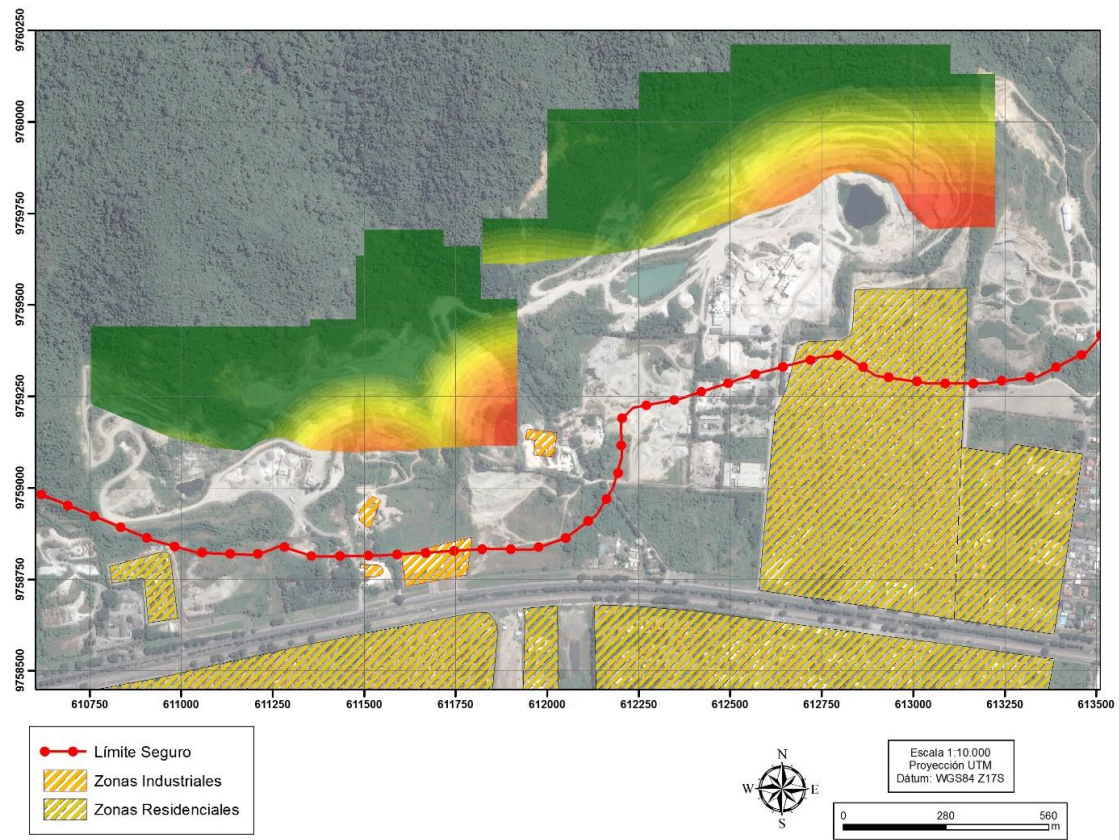 9760250
9760000
9759750
9759500
9759250
9759000
9758750
9758500
610750 611000 611250 611500 611750 612000 612250 612500 612750 613000 613250 613500
Límite Seguro
Zonas Industriales
Zonas Residenciales
N
W E
S
Escala 1:10.000
Proyección UTM
Dátum: WGS84 Z17S
0 280 560
m